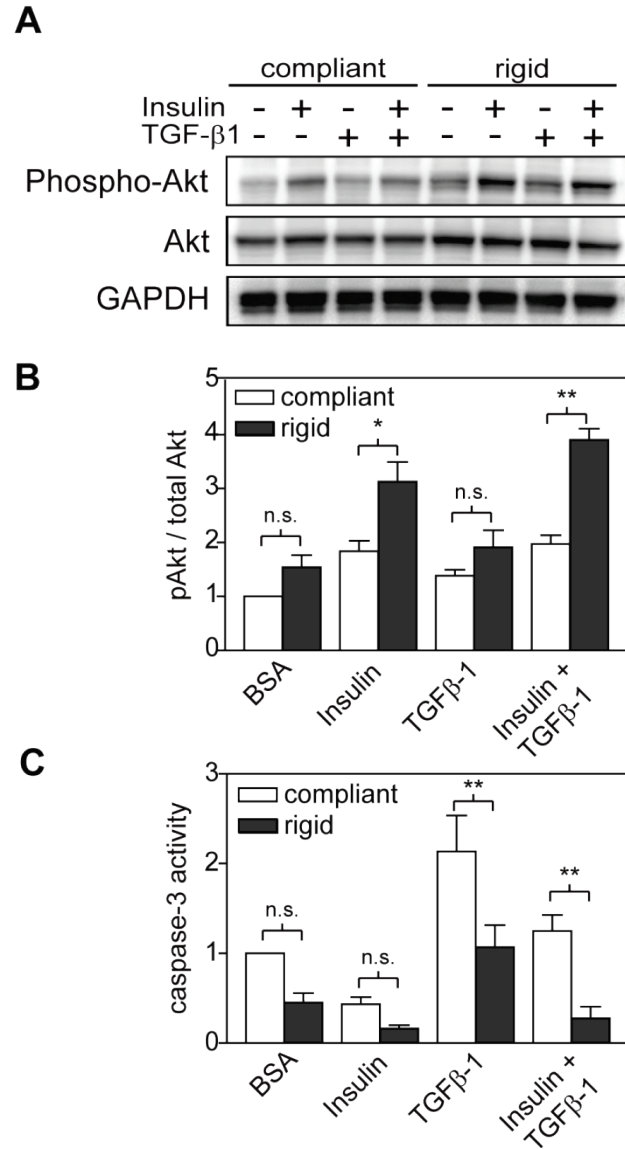 A
compliant rigid
Insulin - + - + - + - +
TGF-β1 - - + + - - + +
Phospho-Akt
Akt
GAPDH
B
pAkt / total Akt
5
4
3
2
1
0
compliant
rigid
n.s.
*
n.s.
**
BSA
Insulin
TGFβ-1
Insulin +
TGFβ-1
C
caspase-3 activity
3
2
1
0
compliant
rigid
n.s.
n.s.
**
**
BSA
Insulin
TGFβ-1
Insulin +
TGFβ-1